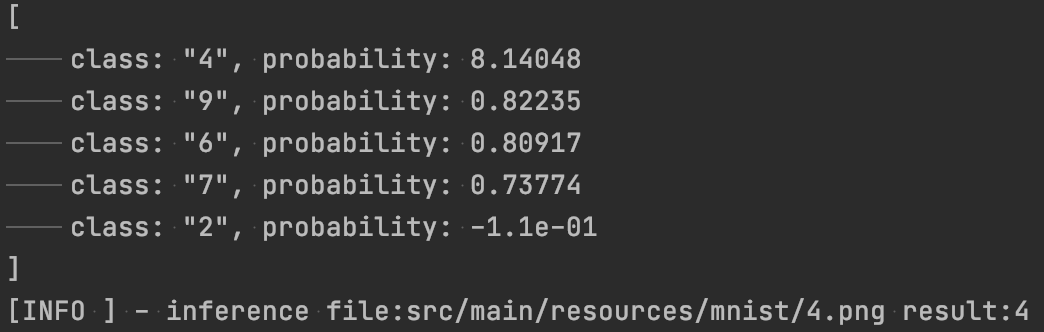 [
class: "4", probability: 8.14048
class: "9", probability: 0.82235
class: "6", probability: 0.80917
class: "7", probability: 0.73774
class: "2", probability: -1.1e-01
]
[INFO ] - inference file:src/main/resources/mnist/4.png result:4